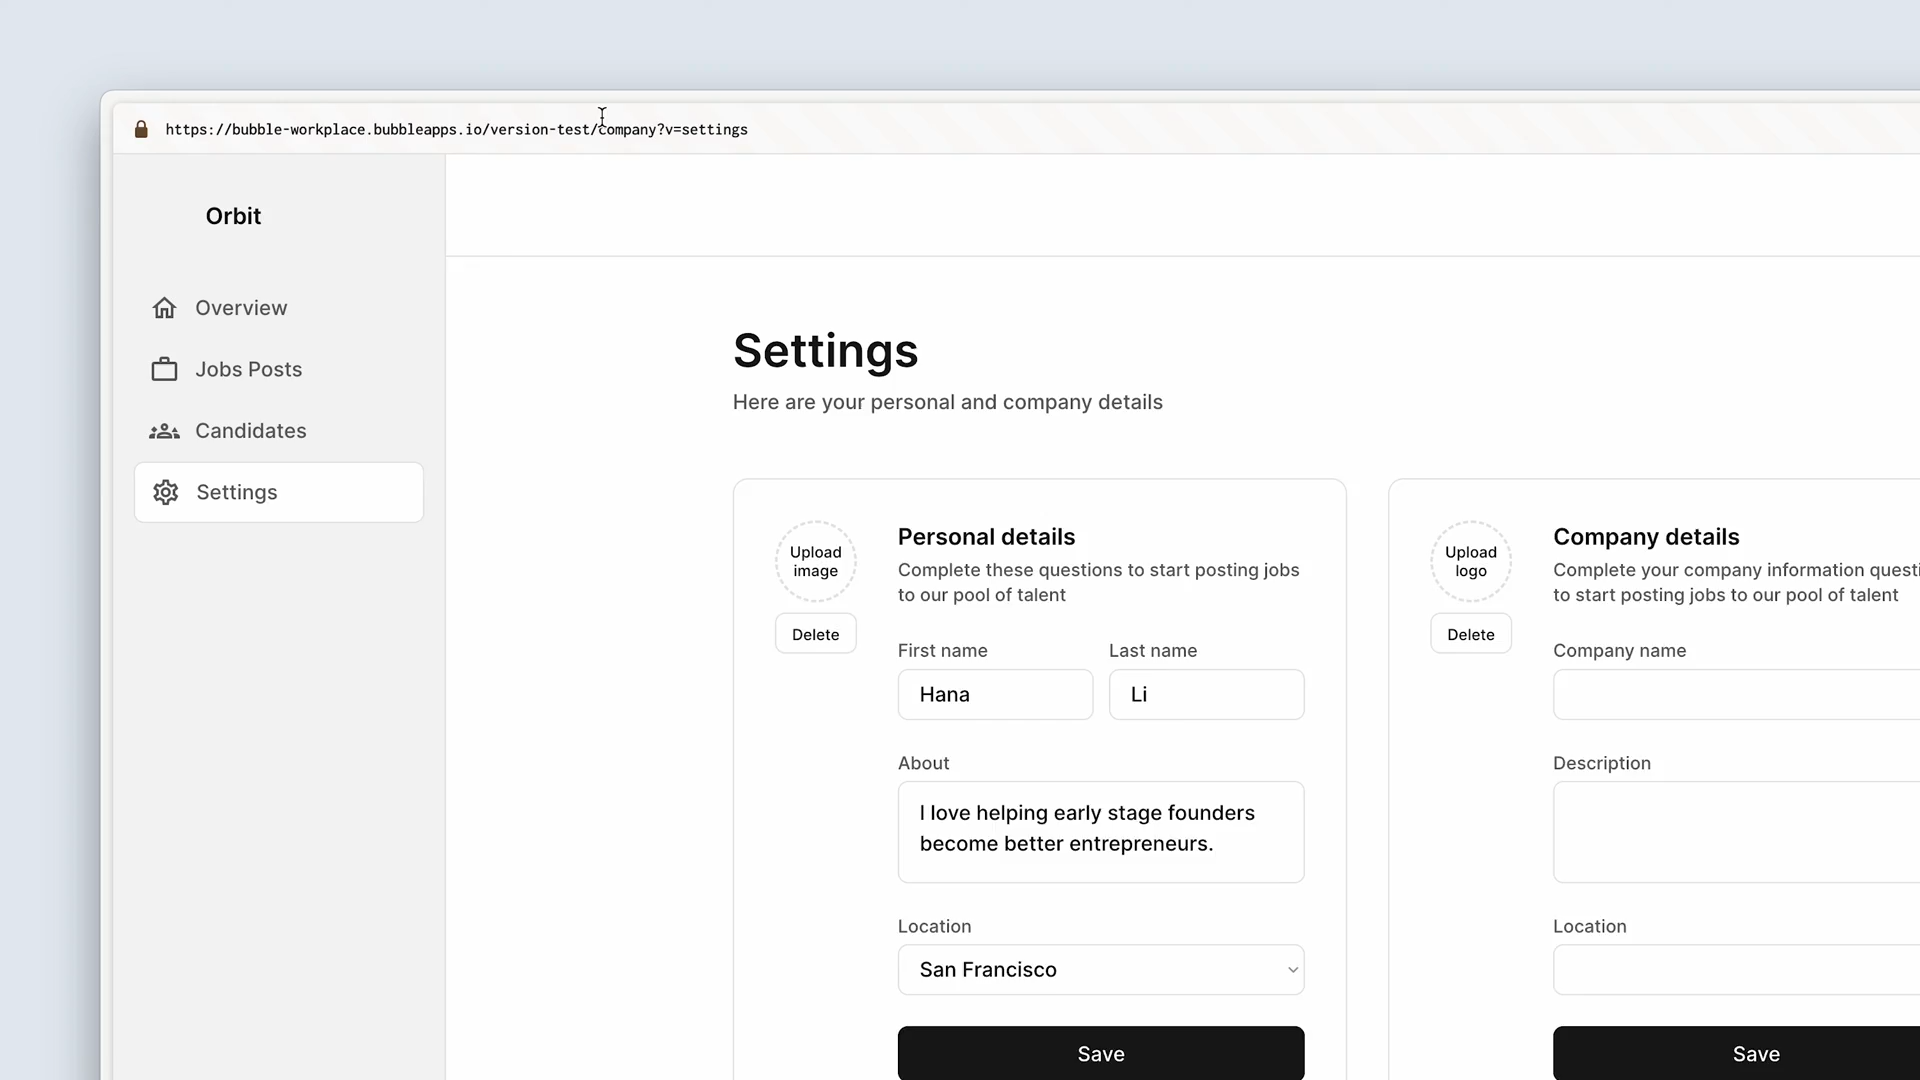 https://bubble-workplace.bubbleapps.io/version-test/company?v=settings
Orbit
Overview
Jobs Posts
Candidates
Settings
Settings
Here are your personal and company details
Upload
image
Delete
Personal details
Complete these questions to start posting jobs
to our pool of talent
First name
Last name
Hana
Li
About
I love helping early stage founders
become better entrepreneurs.
Location
San Francisco
Save
Upload
logo
Delete
Company details
Complete your company information questi
to start posting jobs to our pool of talent
Company name
Description
Location
Save